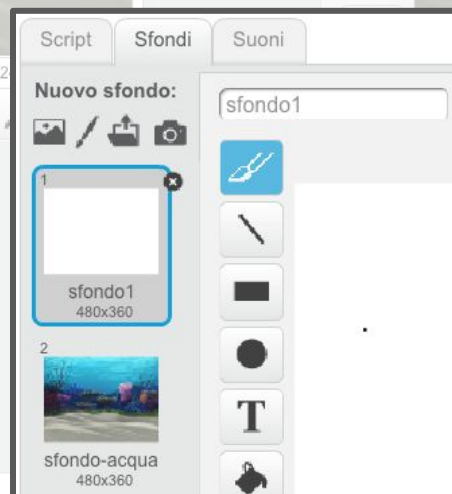 Script Sfondi Suoni
Nuovo sfondo:
sfondo1
1
sfondo1
480x360
2
sfondo-acqua
480x360
T